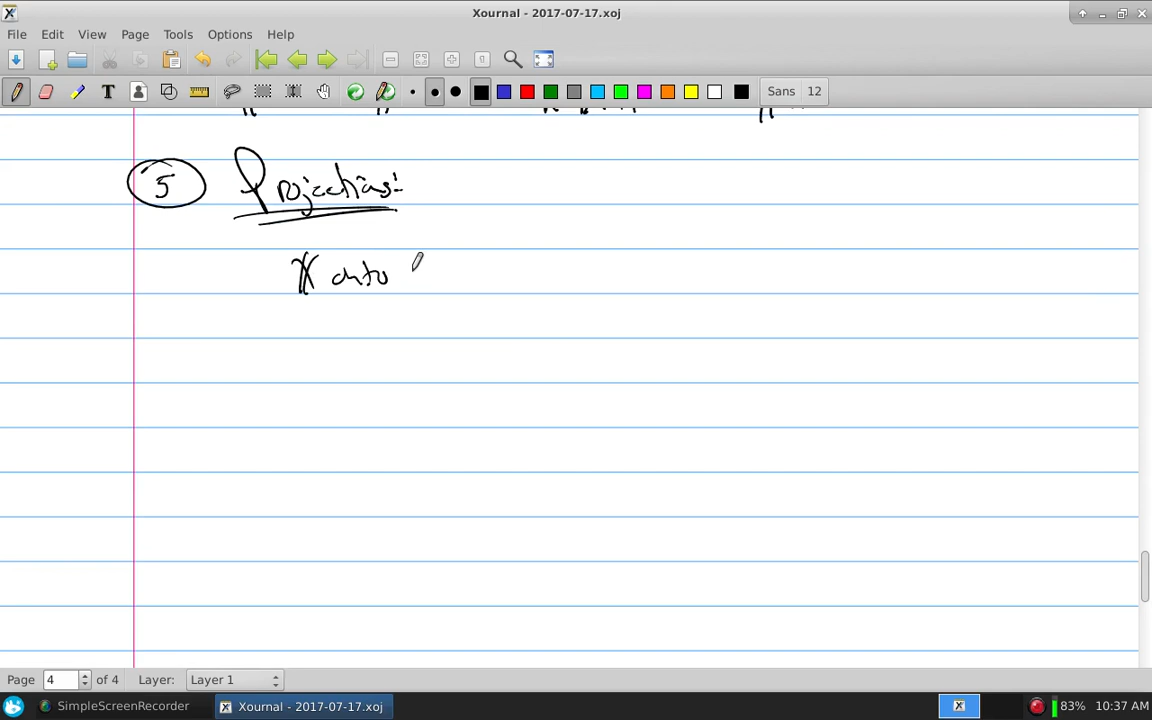 Xournal - 2017-07-17.xoj
File Edit View Page Tools Options Help
Sans 12
5 Projections:
X onto
Page 4 of 4 Layer: Layer 1
SimpleScreenRecorder Xournal - 2017-07-17.xoj 83% 10:37 AM